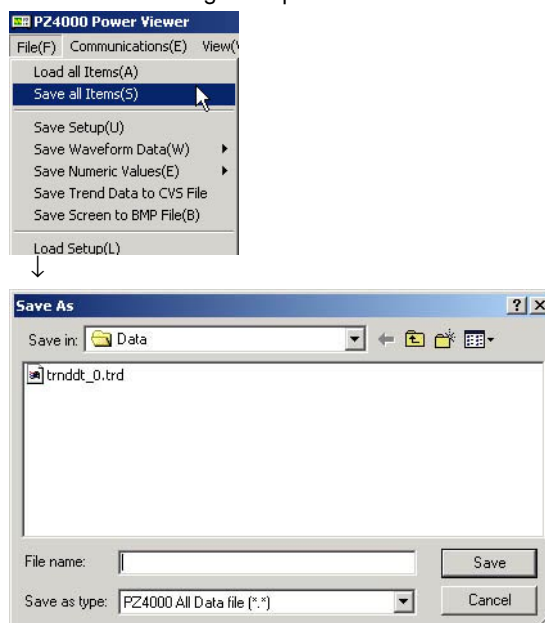 PZ4000 Power Viewer
File(F) Communications(E) View(
Load all Items(A)
Save all Items(S)
Save Setup(U)
Save Waveform Data(W)
Save Numeric Values(E)
Save Trend Data to CVS File
Save Screen to BMP File(B)
Load Setup(L)
Save As
Save in: Data
trnddt_0.trd
File name:
Save
Save as type: PZ4000 All Data file (*.*)
Cancel